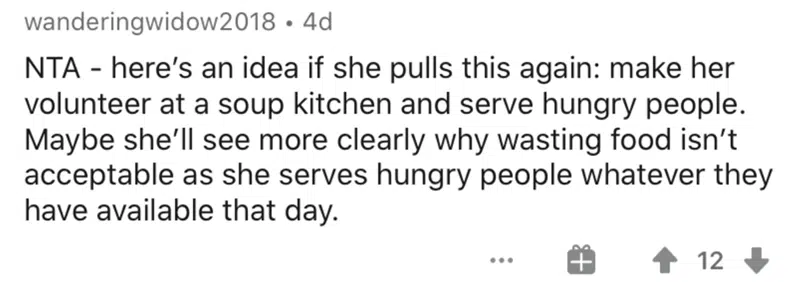 wanderingwidow2018 • 4d
NTA - here’s an idea if she pulls this again: make her
volunteer at a soup kitchen and serve hungry people.
Maybe she’ll see more clearly why wasting food isn’t
acceptable as she serves hungry people whatever they
have available that day.
12